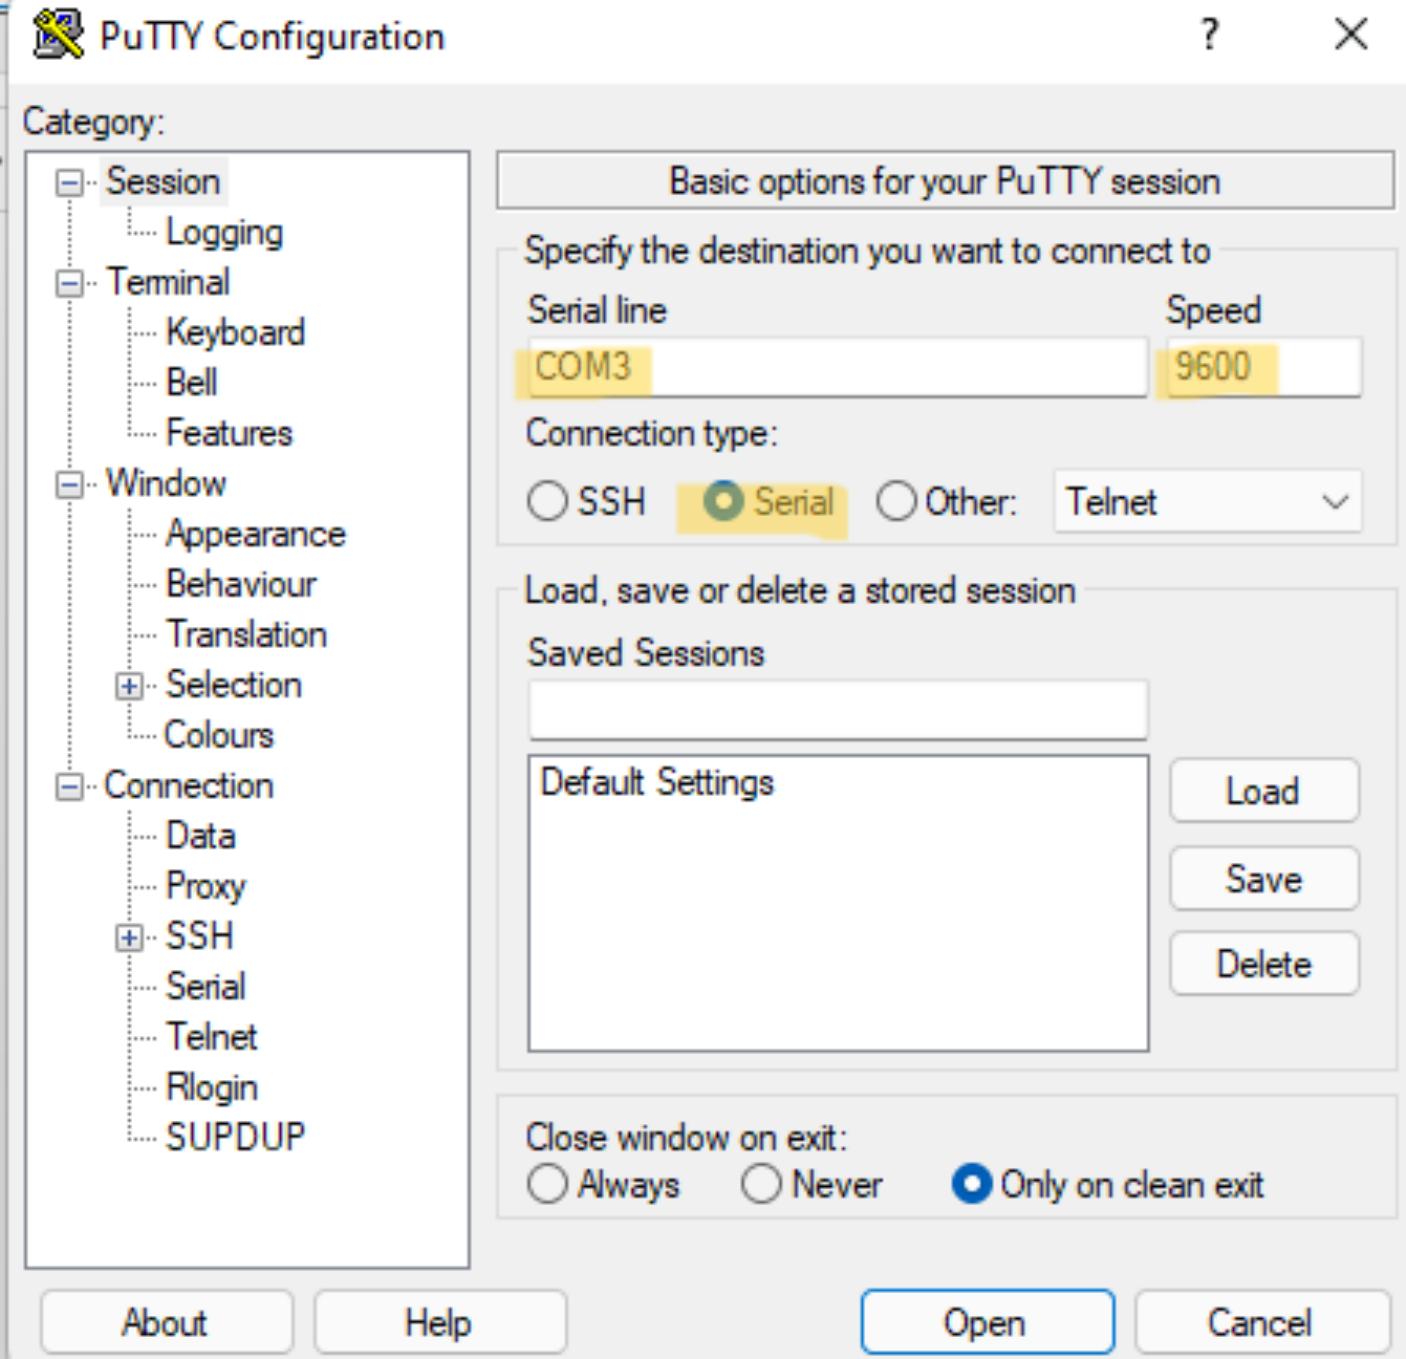 PuTTY Configuration
?
Category:
Session
Logging
Terminal
Keyboard
Bell
Features
Window
Appearance
Behaviour
Translation
Selection
Colours
Connection
Data
Proxy
SSH
Serial
Telnet
Rlogin
SUPDUP
Basic options for your PuTTY session
Specify the destination you want to connect to
Serial line Speed
COM3 9600
Connection type:
SSH Serial Other: Telnet
Load, save or delete a stored session
Saved Sessions
Default Settings
Load
Save
Delete
Close window on exit:
Always Never Only on clean exit
About Help Open Cancel